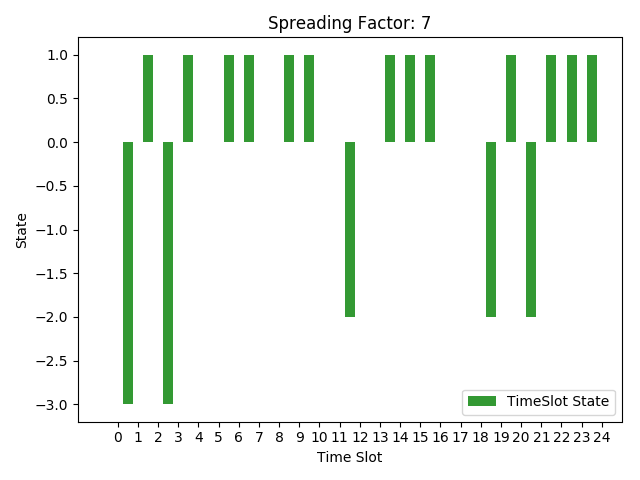 Spreading Factor: 7
State
1.0
0.5
0.0
−0.5
−1.0
−1.5
−2.0
−2.5
−3.0
TimeSlot State
0 1 2 3 4 5 6 7 8 9 10 11 12 13 14 15 16 17 18 19 20 21 22 23 24
Time Slot